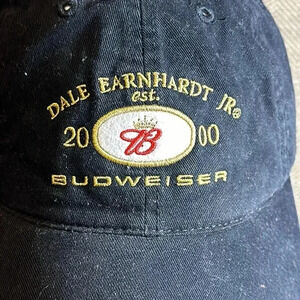 DALE EARNHARDT JR®
est.
20 B 00
BUDWEISER